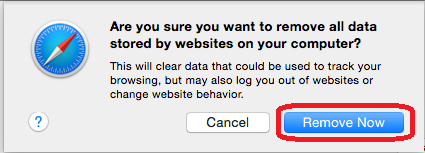 Are you sure you want to remove all data
stored by websites on your computer?
This will clear data that could be used to track your
browsing, but may also log you out of websites or
change website behavior.
?
Cancel
Remove Now